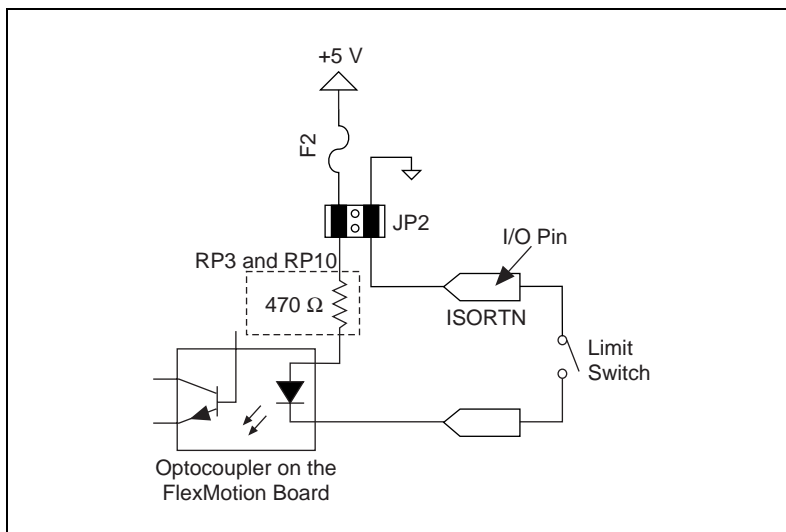 +5 V
F2
JP2
I/O Pin
RP3 and RP10
470 Ω
ISORTN
Limit
Switch
Optocoupler on the
FlexMotion Board